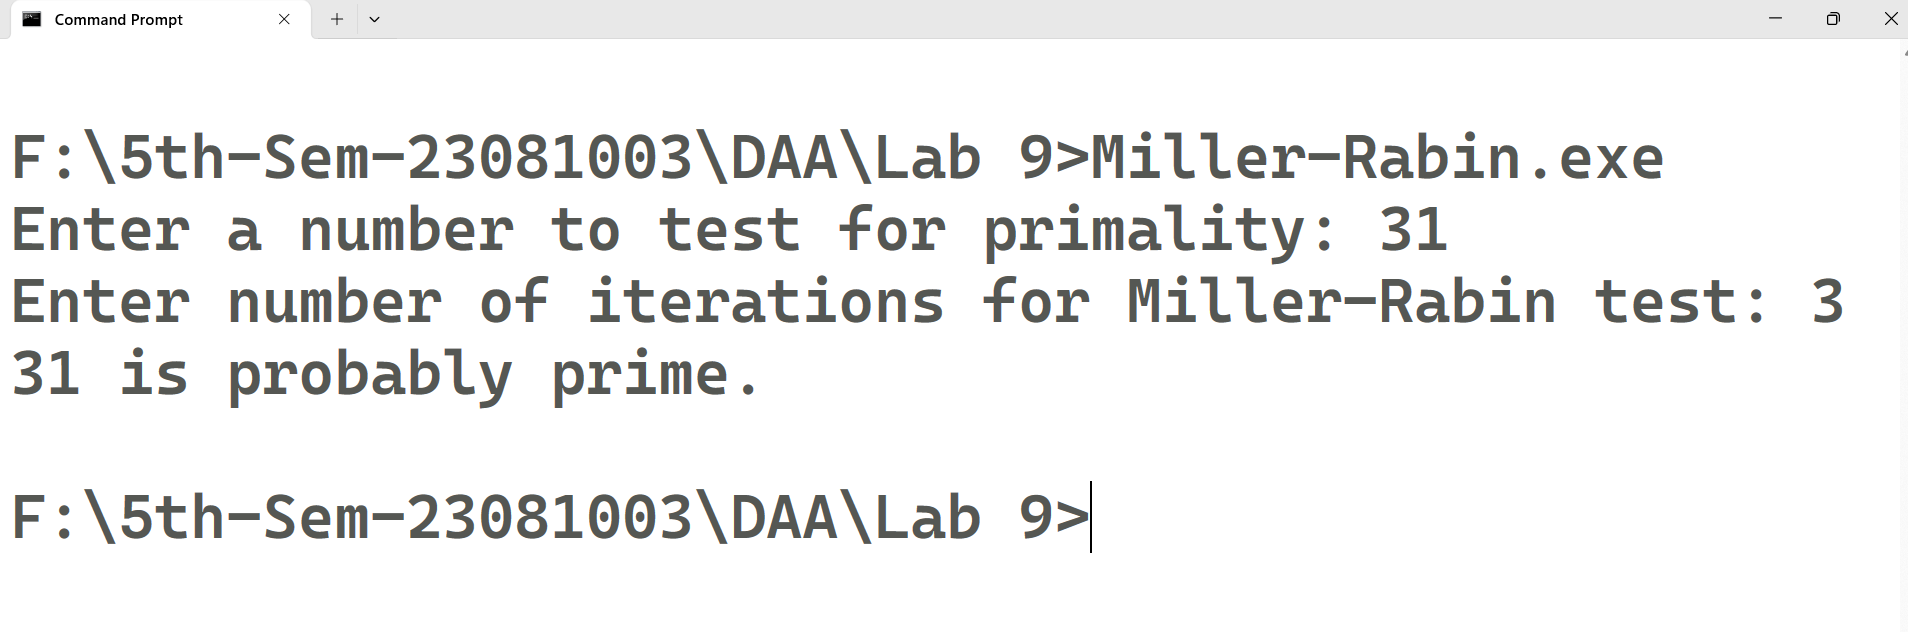 Command Prompt
F:\5th-Sem-23081003\DAA\Lab 9>Miller-Rabin.exe
Enter a number to test for primality: 31
Enter number of iterations for Miller-Rabin test: 3
31 is probably prime.
F:\5th-Sem-23081003\DAA\Lab 9>